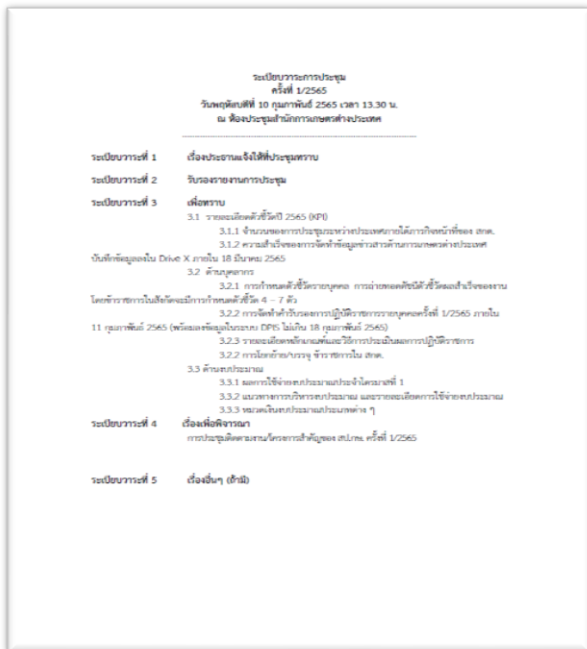 ระเบียบวาระการประชุม
ครั้งที่ 1/2565
วันพฤหัสบดีที่ 10 กุมภาพันธ์ 2565 เวลา 13.30 น.
ณ ห้องประชุมสำนักการเกษตรต่างประเทศ
ระเบียบวาระที่ 1 เรื่องประธานแจ้งให้ที่ประชุมทราบ
ระเบียบวาระที่ 2 รับรองรายงานการประชุม
ระเบียบวาระที่ 3 เพื่อทราบ
3.1 รายละเอียดตัวชี้วัดปี 2565 (KPI)
3.1.1 จำนวนของการประชุมระหว่างประเทศภายใต้ภารกิจหน้าที่ของ สกต.
3.1.2 ความสำเร็จของการจัดทำข้อมูลข่าวสารด้านการเกษตรต่างประเทศ
บันทึกข้อมูลลงใน Drive X ภายใน 18 มีนาคม 2565
3.2 ด้านบุคลากร
3.2.1 การกำหนดตัวชี้วัดรายบุคคล การถ่ายทอดดัชนีตัวชี้วัดผลสำเร็จของงาน
โดยข้าราชการในสังกัดจะมีการกำหนดตัวชี้วัด 4 – 7 ตัว
3.2.2 การจัดทำคำรับรองการปฏิบัติราชการรายบุคคลครั้งที่ 1/2565 ภายใน
11 กุมภาพันธ์ 2565 (พร้อมลงข้อมูลในระบบ DPIS ไม่เกิน 18 กุมภาพันธ์ 2565)
3.2.3 รายละเอียดหลักเกณฑ์และวิธีการประเมินผลการปฏิบัติราชการ
3.2.2 การโยกย้าย/บรรจุ ข้าราชการใน สกต.
3.3 ด้านงบประมาณ
3.3.1 ผลการใช้จ่ายงบประมาณประจำไตรมาสที่ 1
3.3.2 แนวทางการบริหารงบประมาณ และรายละเอียดการใช้จ่ายงบประมาณ
3.3.3 หมวดเงินงบประมาณประเภทต่าง ๆ
ระเบียบวาระที่ 4 เรื่องเพื่อพิจารณา
การประชุมติดตามงาน/โครงการสำคัญของ สป.กษ. ครั้งที่ 1/2565
ระเบียบวาระที่ 5 เรื่องอื่นๆ (ถ้ามี)